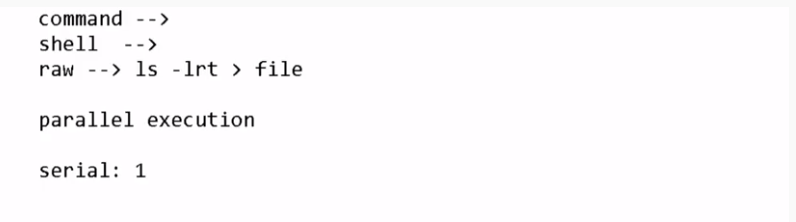 command -->
shell  -->
raw --> ls -lrt > file
parallel execution
serial: 1